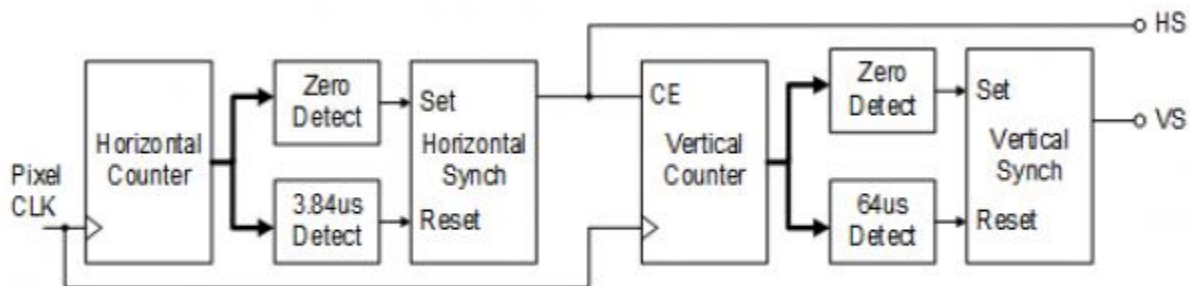 HS
Zero
Detect
Set
CE
Zero
Detect
Set
VS
Horizontal
Counter
Horizontal
Synch
Vertical
Counter
Vertical
Synch
Pixel
CLK
3.84us
Detect
Reset
64us
Detect
Reset